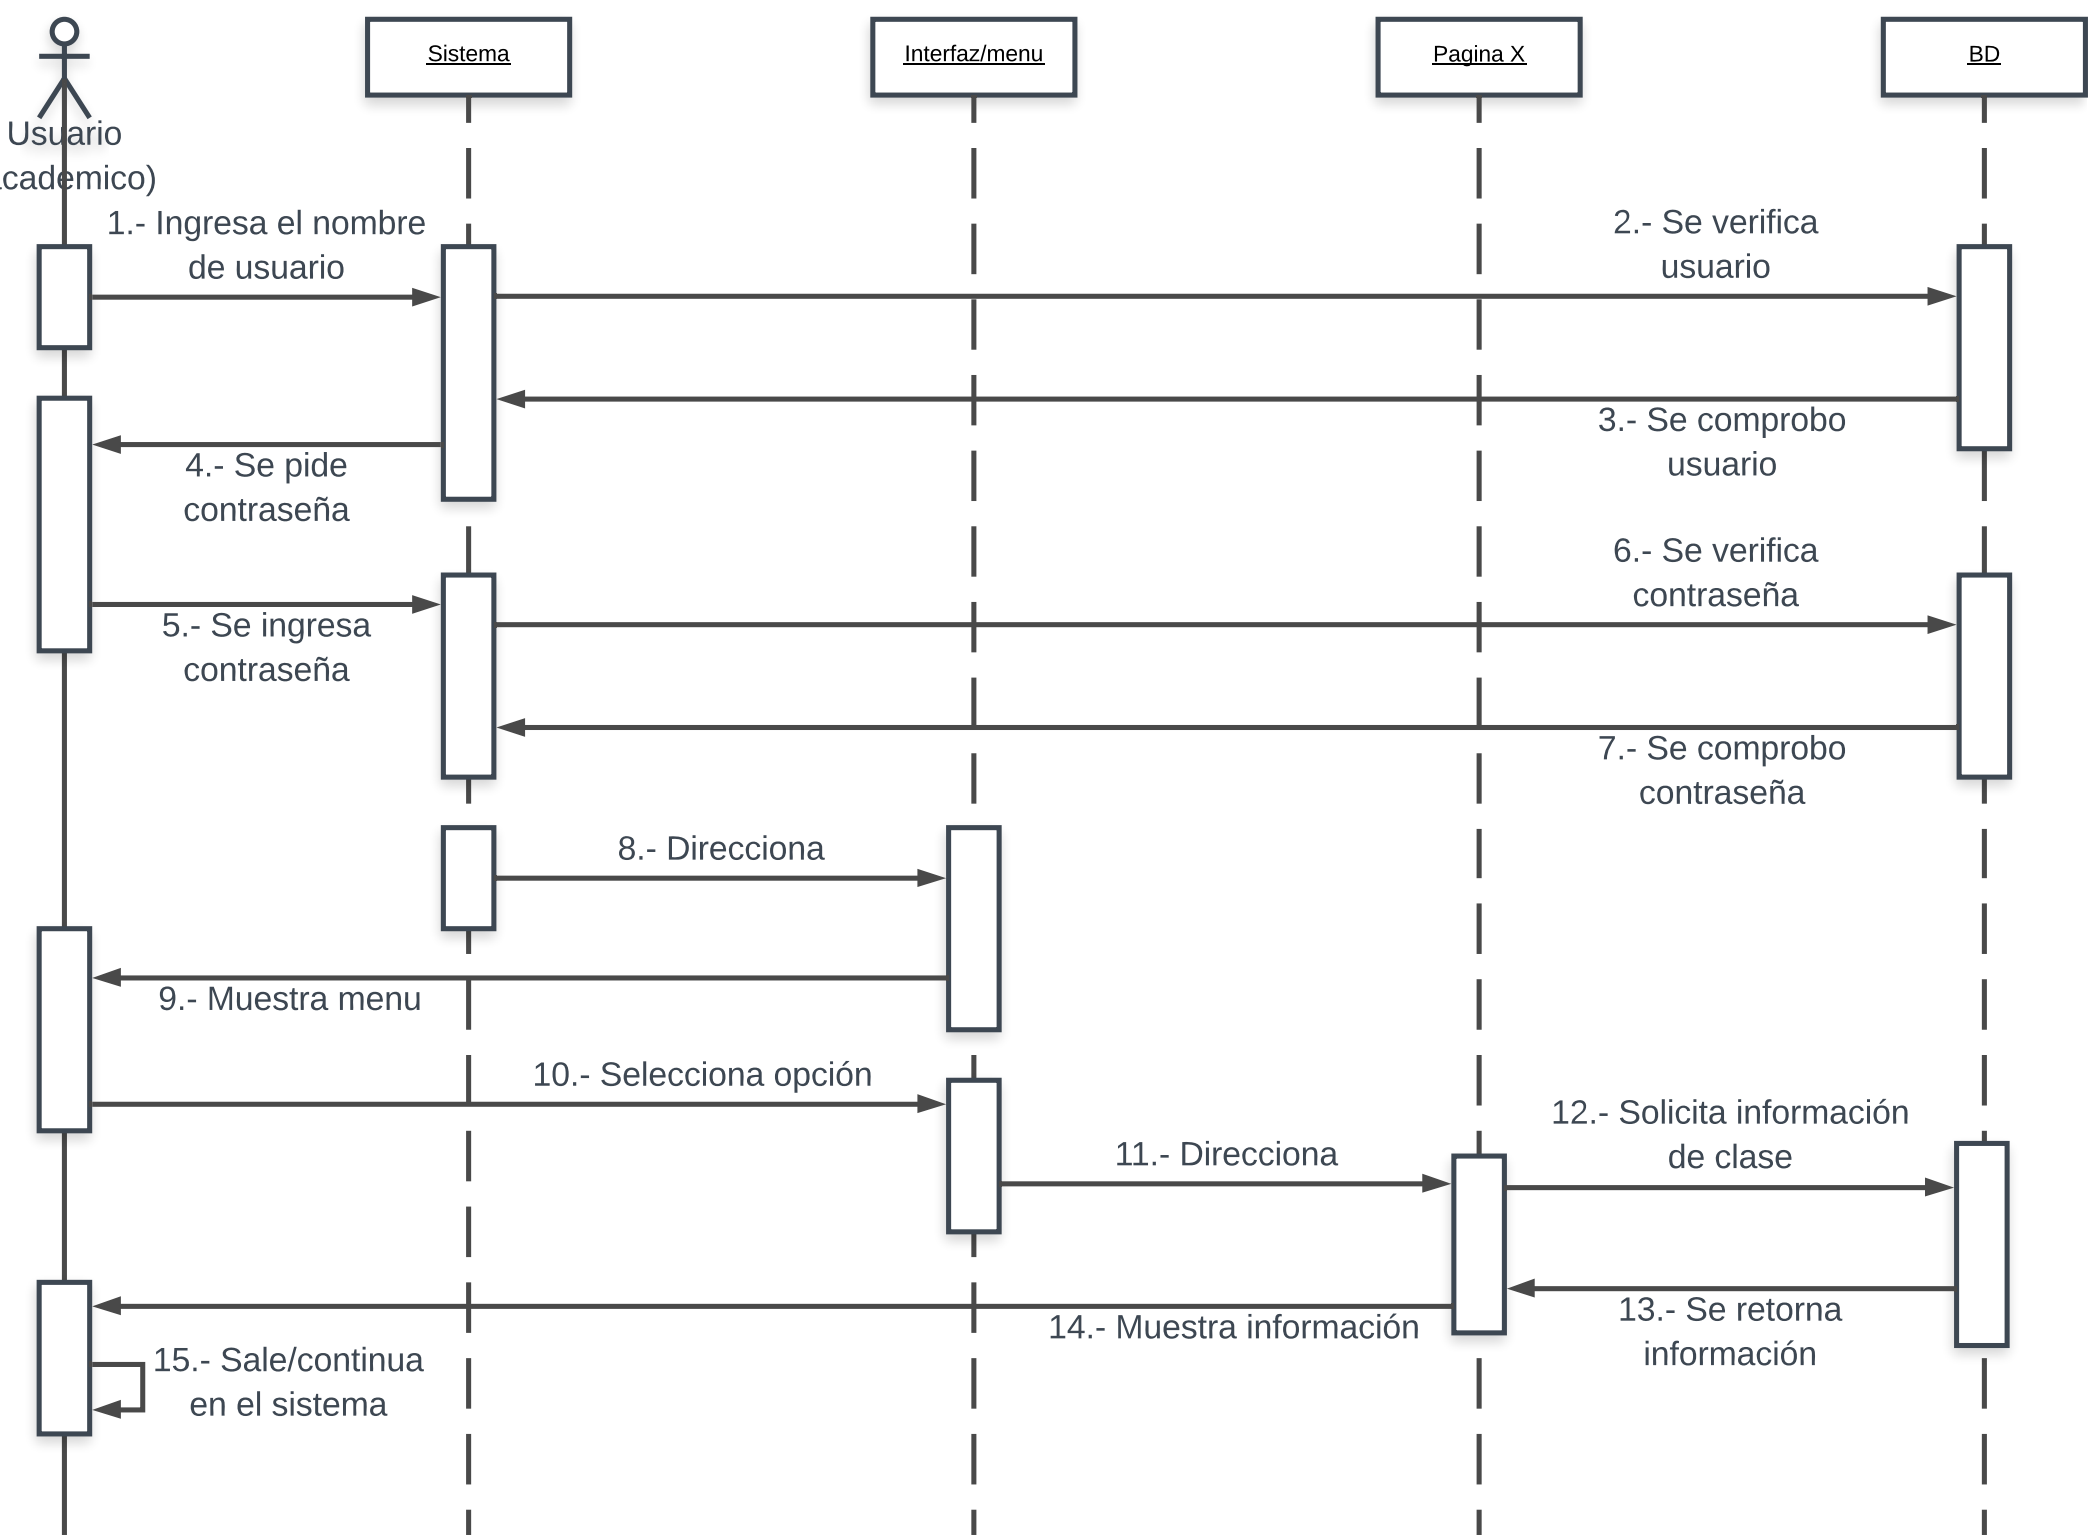 Sistema
Interfaz/menu
Pagina X
BD
Usuario
cademico)
1.- Ingresa el nombre
de usuario
2.- Se verifica
usuario
3.- Se comprobo
usuario
4.- Se pide
contraseña
5.- Se ingresa
contraseña
6.- Se verifica
contraseña
7.- Se comprobo
contraseña
8.- Direcciona
9.- Muestra menu
10.- Selecciona opción
11.- Direcciona
12.- Solicita información
de clase
13.- Se retorna
información
14.- Muestra información
15.- Sale/continua
en el sistema